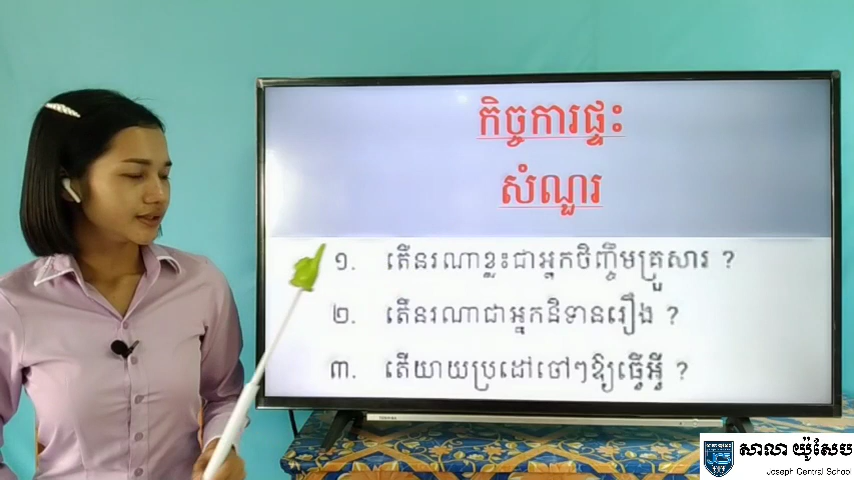 កិច្ចការផ្ទះ
សំណួរ
១. តើនរណាខ្លះជាអ្នកចិញ្ចឹមគ្រួសារ ?
២. តើនរណាជាអ្នកនិទានរឿង ?
៣. តើយាយប្រដៅចៅៗឱ្យធ្វើអ្វី ?
សាលា យ៉ូសែប
Joseph Central School